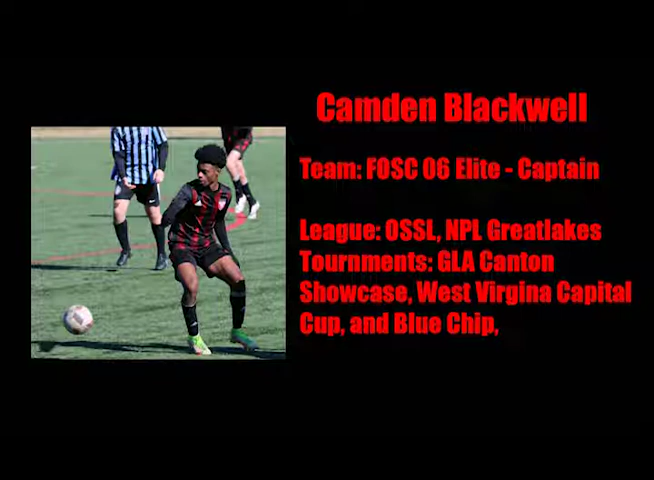 Camden Blackwell
Team: FOSC 06 Elite - Captain
League: OSSL, NPL Greatlakes
Tournments: GLA Canton
Showcase, West Virgina Capital
Cup, and Blue Chip,